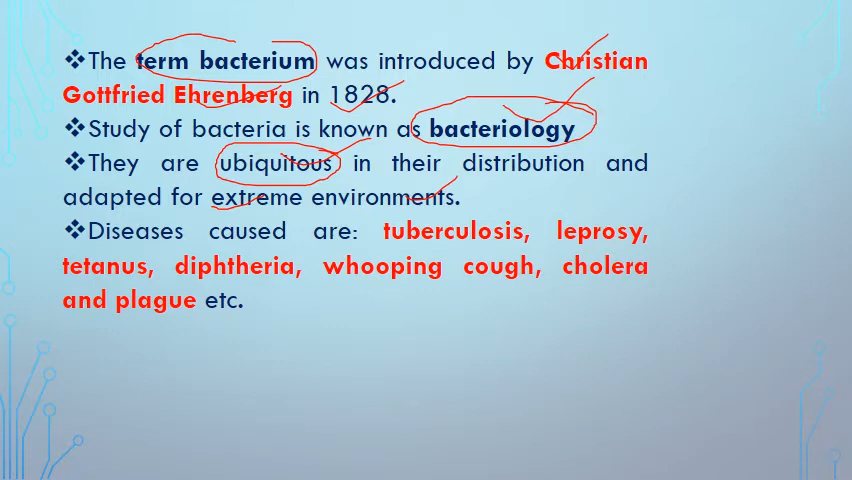 ❖The term bacterium was introduced by Christian
Gottfried Ehrenberg in 1828.
❖Study of bacteria is known as bacteriology
❖They are ubiquitous in their distribution and
adapted for extreme environments.
❖Diseases caused are: tuberculosis, leprosy,
tetanus, diphtheria, whooping cough, cholera
and plague etc.